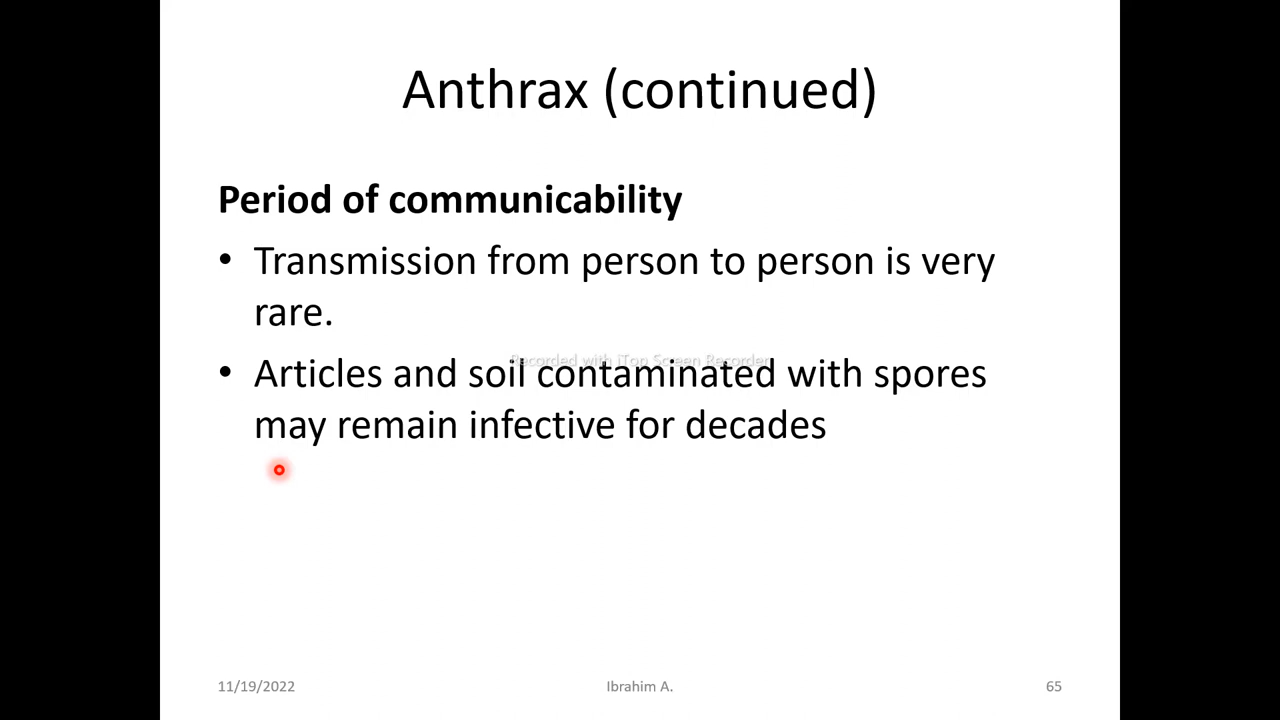 Anthrax (continued)
Period of communicability
• Transmission from person to person is very
rare.
Recorded with iTop Screen Recorder
• Articles and soil contaminated with spores
may remain infective for decades
11/19/2022 Ibrahim A. 65